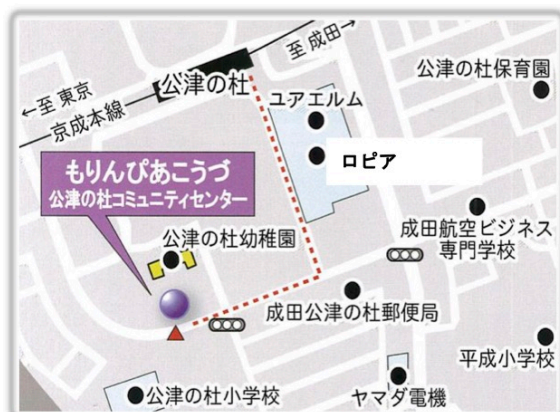 至 成田→
公津の杜
←至 東京
京成本線
公津の杜保育園
ユアエルム
ロピア
もりんぴあこうづ
公津の杜コミュニティセンター
成田航空ビジネス
専門学校
公津の杜幼稚園
成田公津の杜郵便局
平成小学校
公津の杜小学校
ヤマダ電機